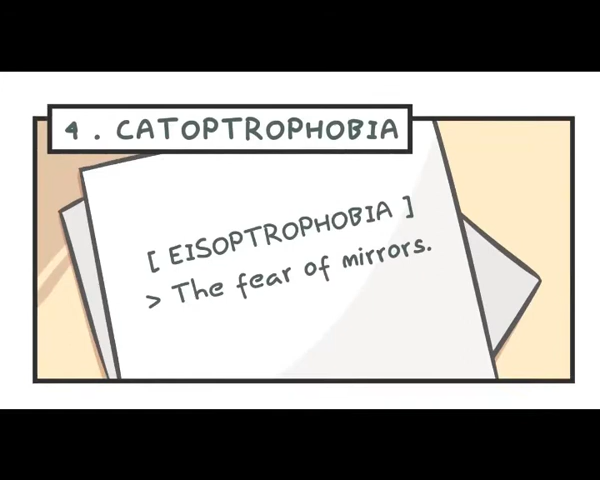 4 . CATOPTROPHOBIA
[ EISOPTROPHOBIA ]
> The fear of mirrors.